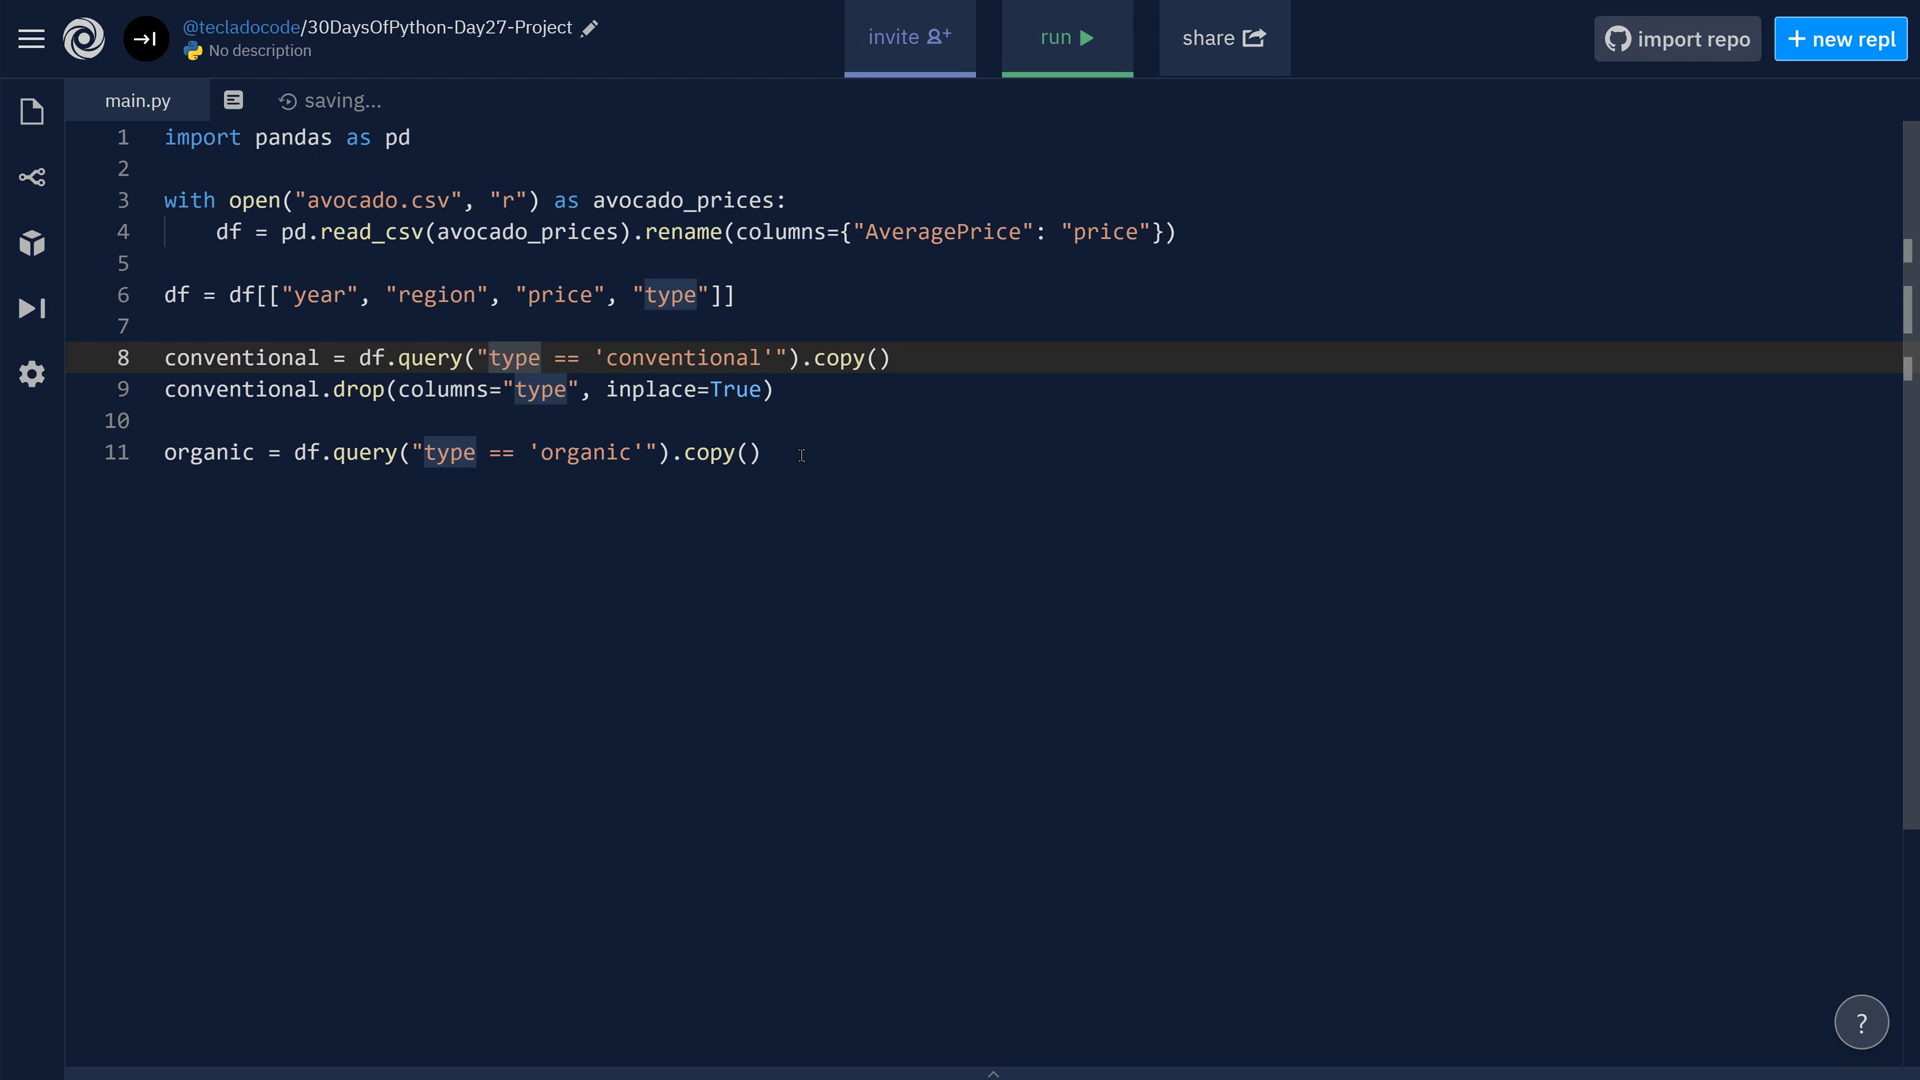 @tecladocode/30DaysOfPython-Day27-Project
No description
invite
run
share
import repo
+ new repl
main.py
saving...
1 import pandas as pd
2
3 with open("avocado.csv", "r") as avocado_prices:
4     df = pd.read_csv(avocado_prices).rename(columns={"AveragePrice": "price"})
5
6 df = df[["year", "region", "price", "type"]]
7
8 conventional = df.query("type == 'conventional'").copy()
9 conventional.drop(columns="type", inplace=True)
10
11 organic = df.query("type == 'organic'").copy()
?